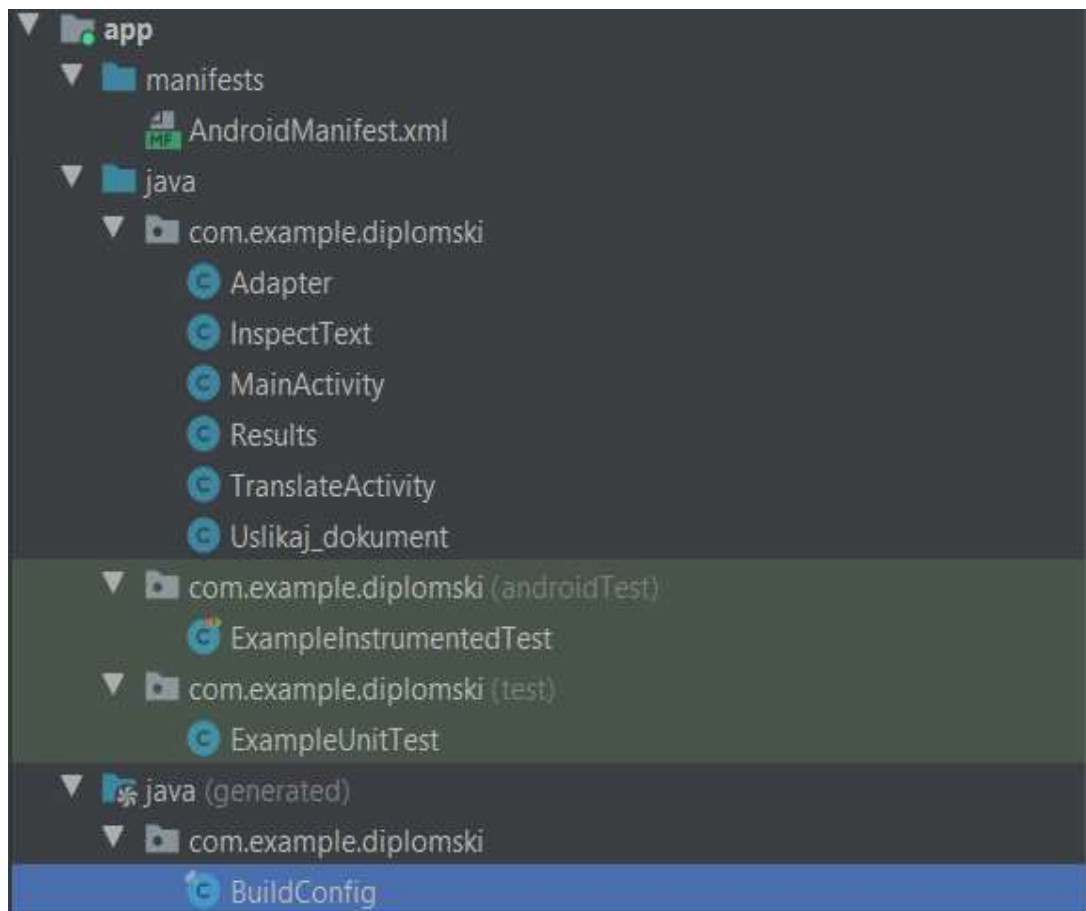 app
manifests
MF AndroidManifest.xml
java
com.example.diplomski
C Adapter
C InspectText
C MainActivity
C Results
C TranslateActivity
C Uslikaj_dokument
com.example.diplomski (androidTest)
C ExampleInstrumentedTest
com.example.diplomski (test)
C ExampleUnitTest
java (generated)
com.example.diplomski
C BuildConfig